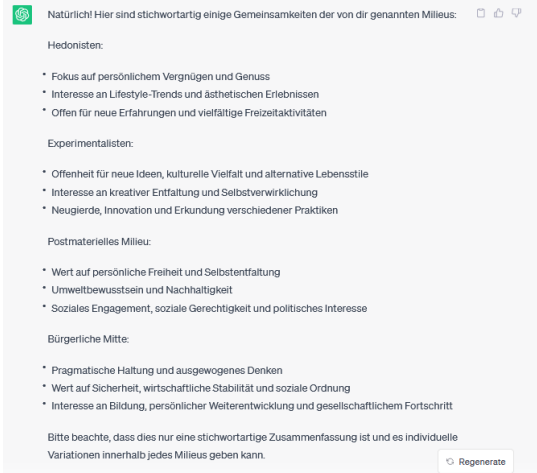 Natürlich! Hier sind stichwortartig einige Gemeinsamkeiten der von dir genannten Milieus:
Hedonisten:
• Fokus auf persönlichem Vergnügen und Genuss
• Interesse an Lifestyle-Trends und ästhetischen Erlebnissen
• Offen für neue Erfahrungen und vielfältige Freizeitaktivitäten
Experimentalisten:
• Offenheit für neue Ideen, kulturelle Vielfalt und alternative Lebensstile
• Interesse an kreativer Entfaltung und Selbstverwirklichung
• Neugierde, Innovation und Erkundung verschiedener Praktiken
Postmaterielles Milieu:
• Wert auf persönliche Freiheit und Selbstentfaltung
• Umweltbewusstsein und Nachhaltigkeit
• Soziales Engagement, soziale Gerechtigkeit und politisches Interesse
Bürgerliche Mitte:
• Pragmatische Haltung und ausgewogenes Denken
• Wert auf Sicherheit, wirtschaftliche Stabilität und soziale Ordnung
• Interesse an Bildung, persönlicher Weiterentwicklung und gesellschaftlichem Fortschritt
Bitte beachte, dass dies nur eine stichwortartige Zusammenfassung ist und es individuelle
Variationen innerhalb jedes Milieus geben kann.
Regenerate